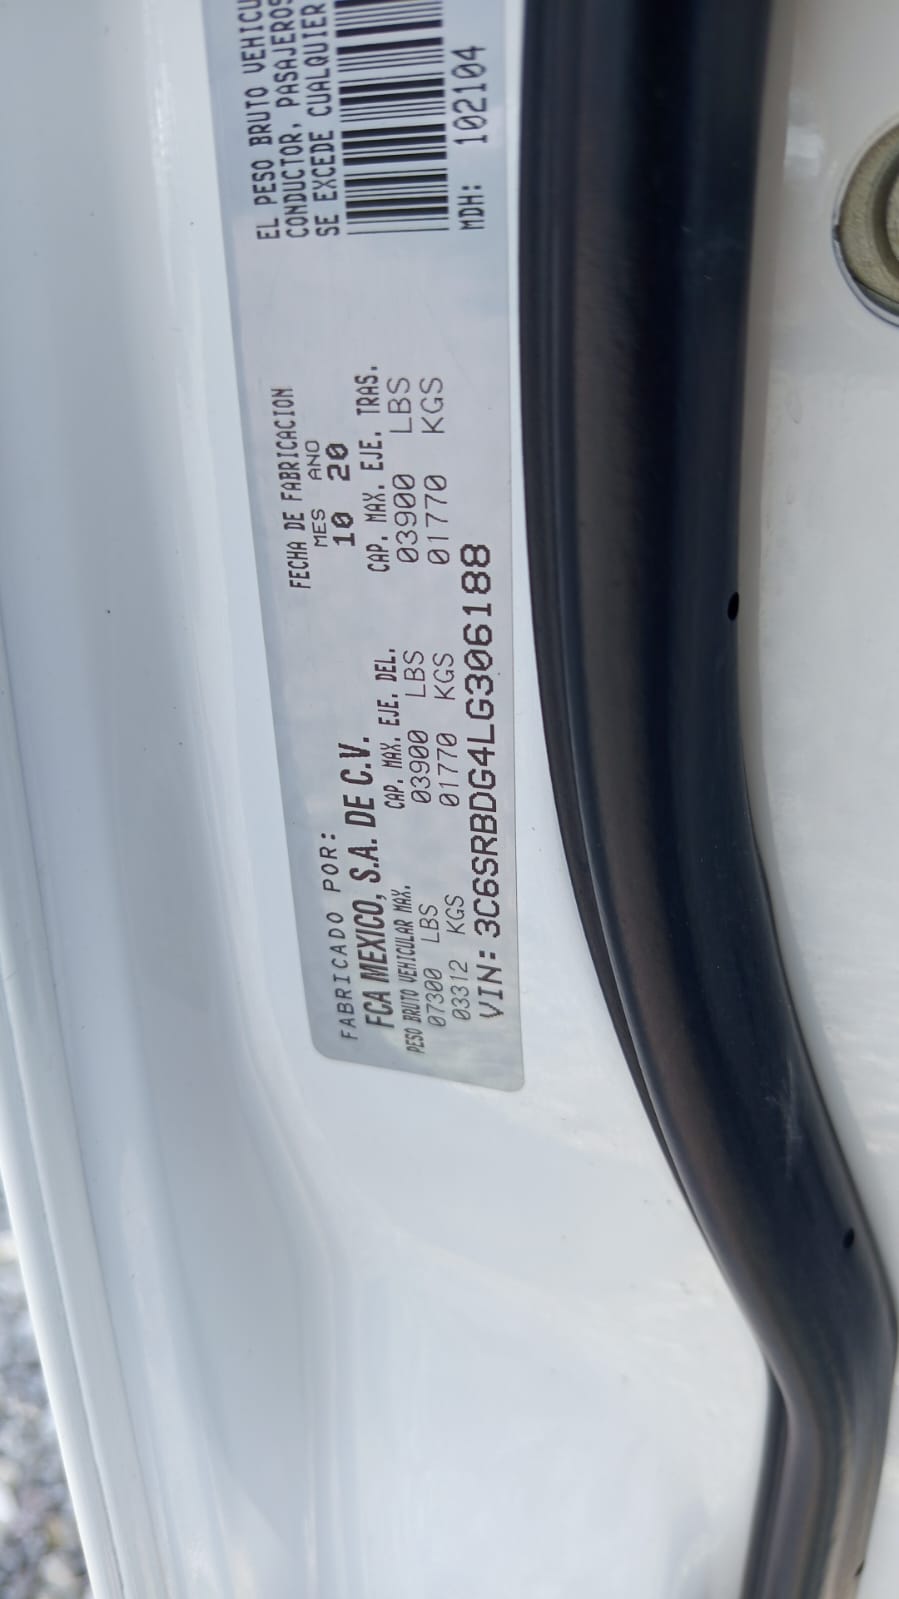 FABRICADO POR:
FCA MEXICO, S.A. DE C.V.
FECHA DE FABRICACION
MES ANO
10 20
PESO BRUTO VEHICULAR MAX.
07300 LBS
03312 KGS
CAP. MAX. EJE. DEL.
03900 LBS
01770 KGS
CAP. MAX. EJE. TRAS.
03900 LBS
01770 KGS
VIN: 3C6SRBDG4LG306188
EL PESO BRUTO
CONDUCTOR, PASAJEROS
SE EXCEDE CUALQUIER
MDH: 102104